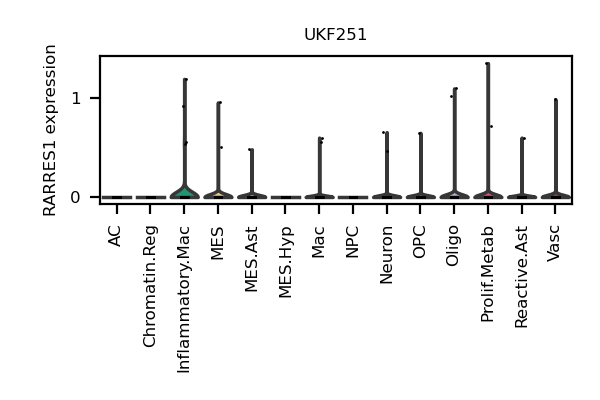 UKF251
RARRES1 expression
1
0
AC
Chromatin.Reg
Inflammatory.Mac
MES
MES.Ast
MES.Hyp
Mac
NPC
Neuron
OPC
Oligo
Prolif.Metab
Reactive.Ast
Vasc